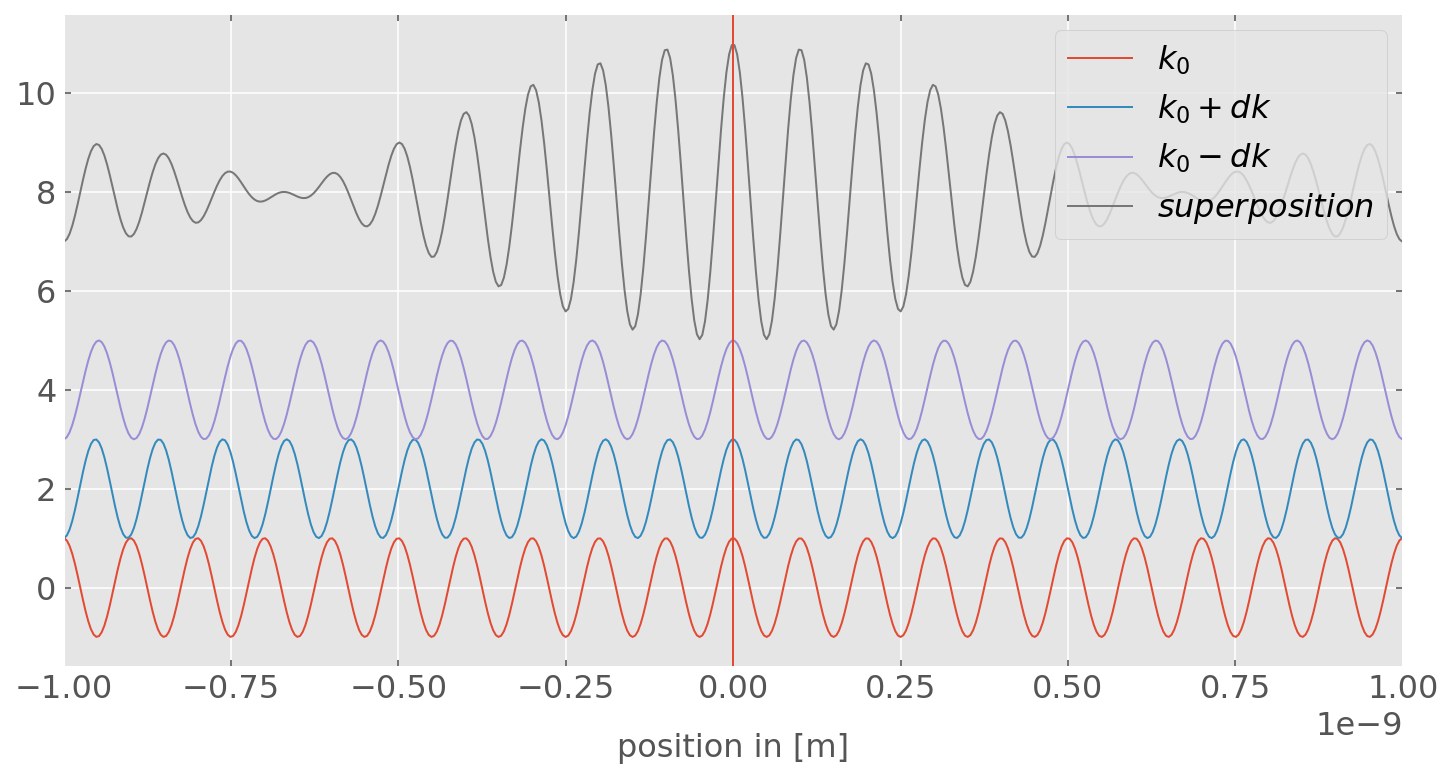 10
8
6
4
2
0
k₀
k₀ + dk
k₀ − dk
superposition
−1.00 −0.75 −0.50 −0.25 0.00 0.25 0.50 0.75 1.00
1e−9
position in [m]